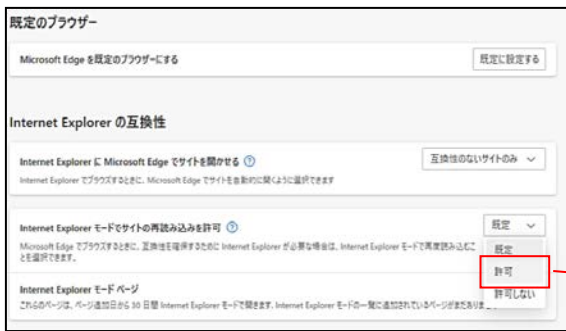 既定のブラウザー
Microsoft Edge を既定のブラウザーにする
既定に設定する
Internet Explorer の互換性
Internet Explorer に Microsoft Edge でサイトを開かせる
互換性のないサイトのみ
Internet Explorer でブラウズするときに、Microsoft Edge でサイトを自動的に開くように選択できます
Internet Explorer モードでサイトの再読み込みを許可
既定
Microsoft Edge でブラウズするときに、互換性を確保するために Internet Explorer が必要な場合は、Internet Explorer モードで再度読み込むこ
とを選択できます。
既定
許可
許可しない
Internet Explorer モード ページ
これらのページは、ページ追加日から 30 日間 Internet Explorer モードで開きます。Internet Explorer モードの一覧に追加されているページがまだありま